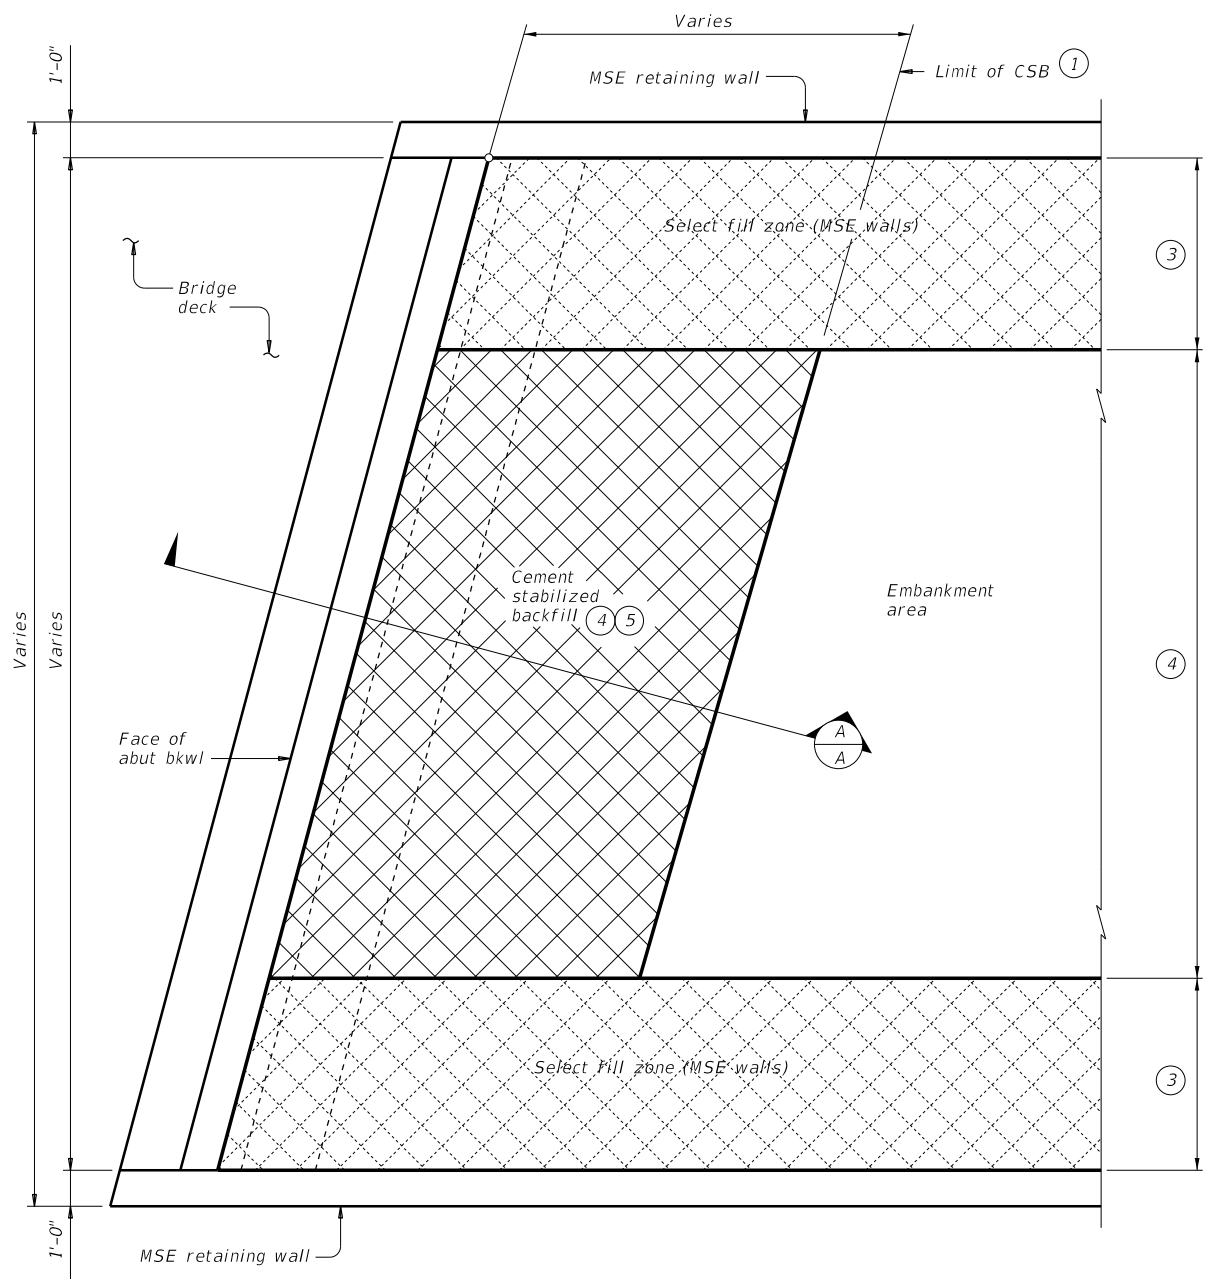 Varies
1'-0"
MSE retaining wall
Limit of CSB 1
Select fill zone (MSE walls)
3
Bridge
deck
Cement
stabilized
backfill 4 5
Embankment
area
Varies
Varies
4
Face of
abut bkwl
A
A
Select fill zone (MSE walls)
3
1'-0"
MSE retaining wall